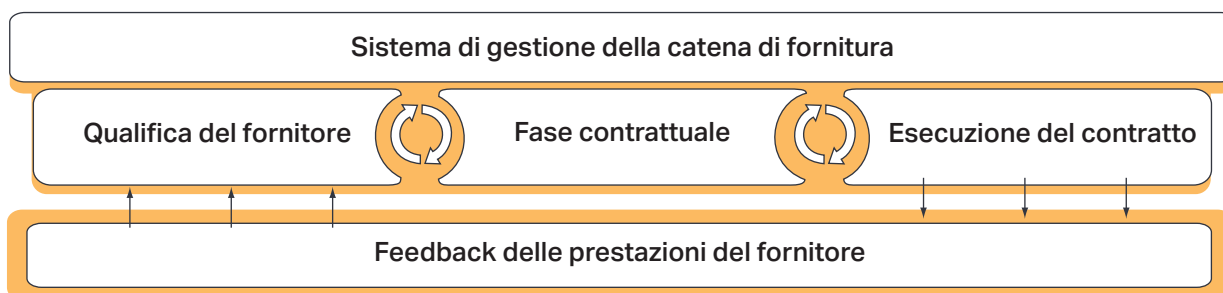 Sistema di gestione della catena di fornitura
Qualifica del fornitore
Fase contrattuale
Esecuzione del contratto
Feedback delle prestazioni del fornitore